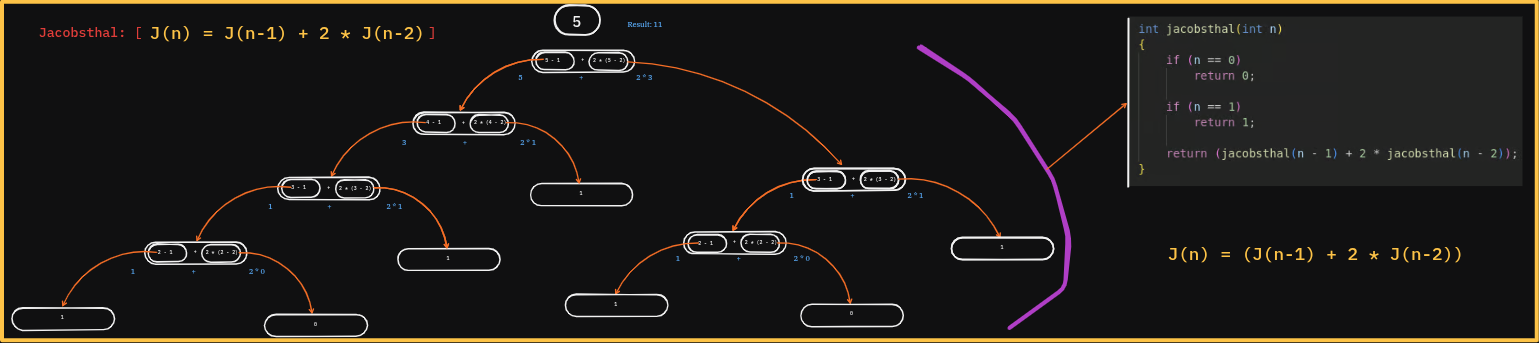 Jacobsthal: [ J(n) = J(n-1) + 2 * J(n-2) ]
5
Result: 11
5 - 1 + 2 * (5 - 2)
5 + 2 * 3
4 - 1 + 2 * (4 - 2)
3 + 2 * 1
3 - 1 + 2 * (3 - 2)
1 + 2 * 1
1
3 - 1 + 2 * (3 - 2)
1 + 2 * 1
2 - 1 + 2 * (2 - 2)
1 + 2 * 0
1
2 - 1 + 2 * (2 - 2)
1 + 2 * 0
1
1
0
1
0
int jacobsthal(int n)
{
if (n == 0)
return 0;
if (n == 1)
return 1;
return (jacobsthal(n - 1) + 2 * jacobsthal(n - 2));
}
J(n) = (J(n-1) + 2 * J(n-2))